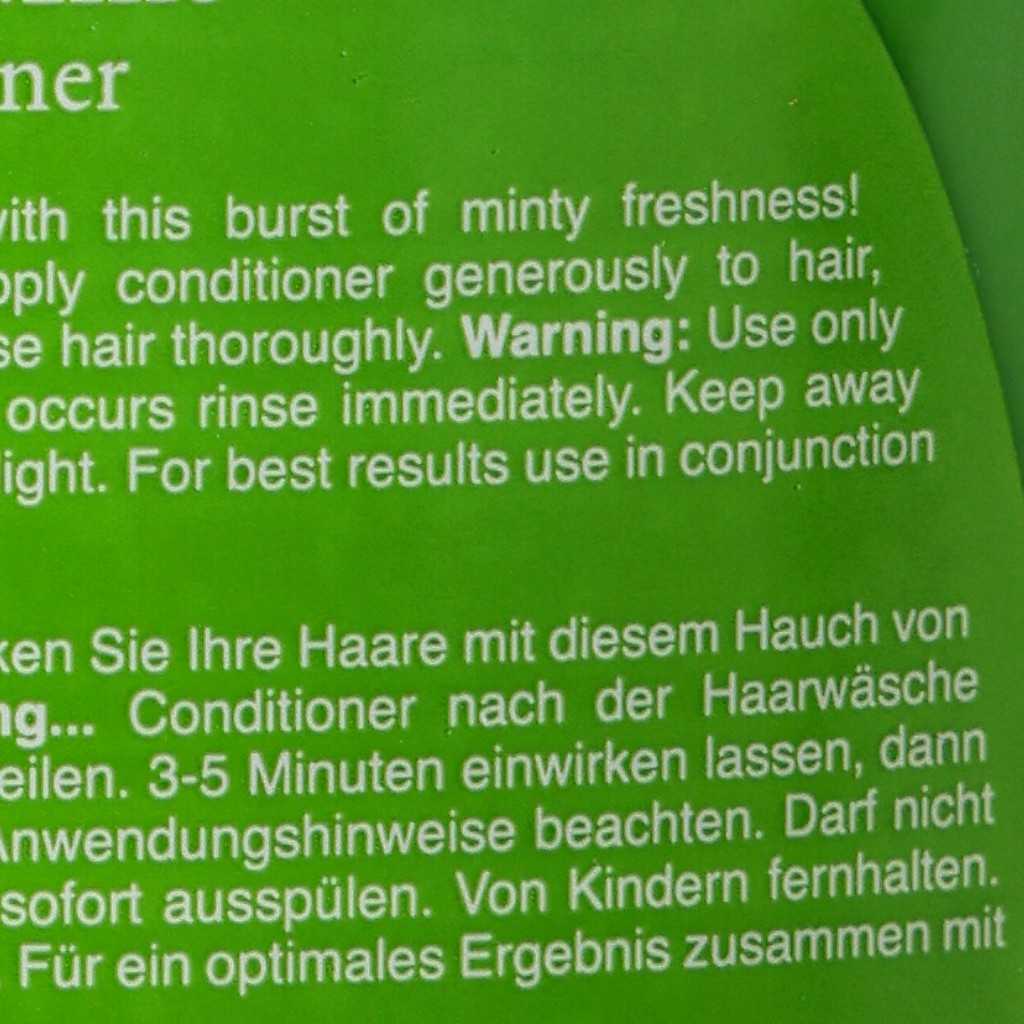 ner
with this burst of minty freshness!
pply conditioner generously to hair,
se hair thoroughly. Warning: Use only
occurs rinse immediately. Keep away
light. For best results use in conjunction
ken Sie Ihre Haare mit diesem Hauch von
ng... Conditioner nach der Haarwäsche
eilen. 3-5 Minuten einwirken lassen, dann
Anwendungshinweise beachten. Darf nicht
sofort ausspülen. Von Kindern fernhalten.
. Für ein optimales Ergebnis zusammen mit